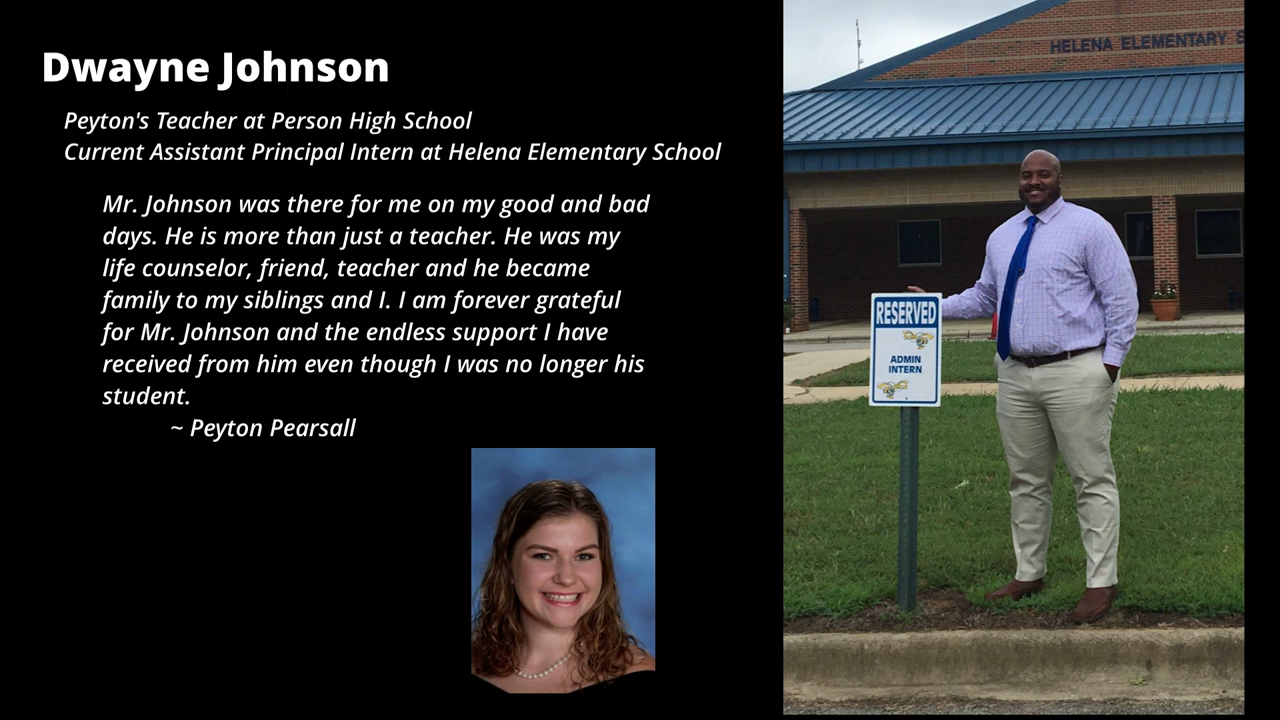 Dwayne Johnson
Peyton's Teacher at Person High School
Current Assistant Principal Intern at Helena Elementary School
Mr. Johnson was there for me on my good and bad
days. He is more than just a teacher. He was my
life counselor, friend, teacher and he became
family to my siblings and I. I am forever grateful
for Mr. Johnson and the endless support I have
received from him even though I was no longer his
student.
~ Peyton Pearsall
HELENA ELEMENTARY S
RESERVED
ADMIN
INTERN